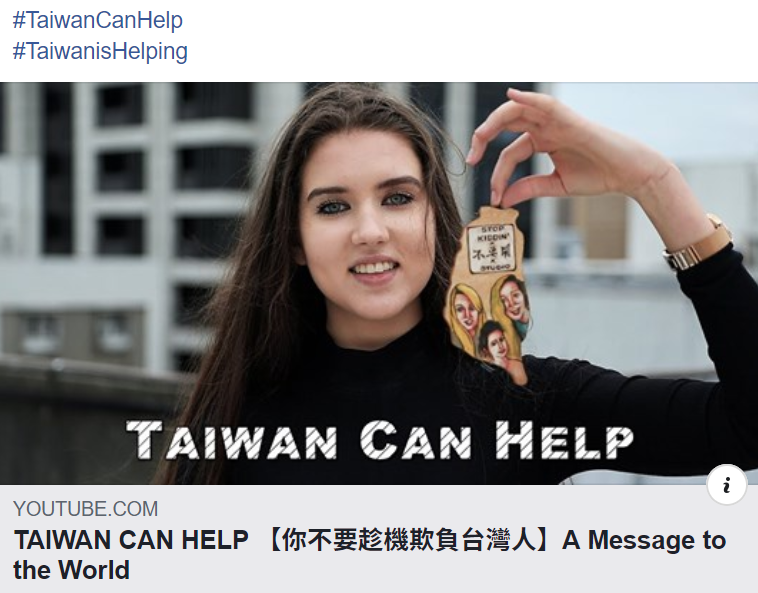 #TaiwanCanHelp
#TaiwanisHelping
STOP
KIDDIN'
不要鬧
STUDIO
TAIWAN CAN HELP
i
YOUTUBE.COM
TAIWAN CAN HELP 【你不要趁機欺負台灣人】A Message to
the World